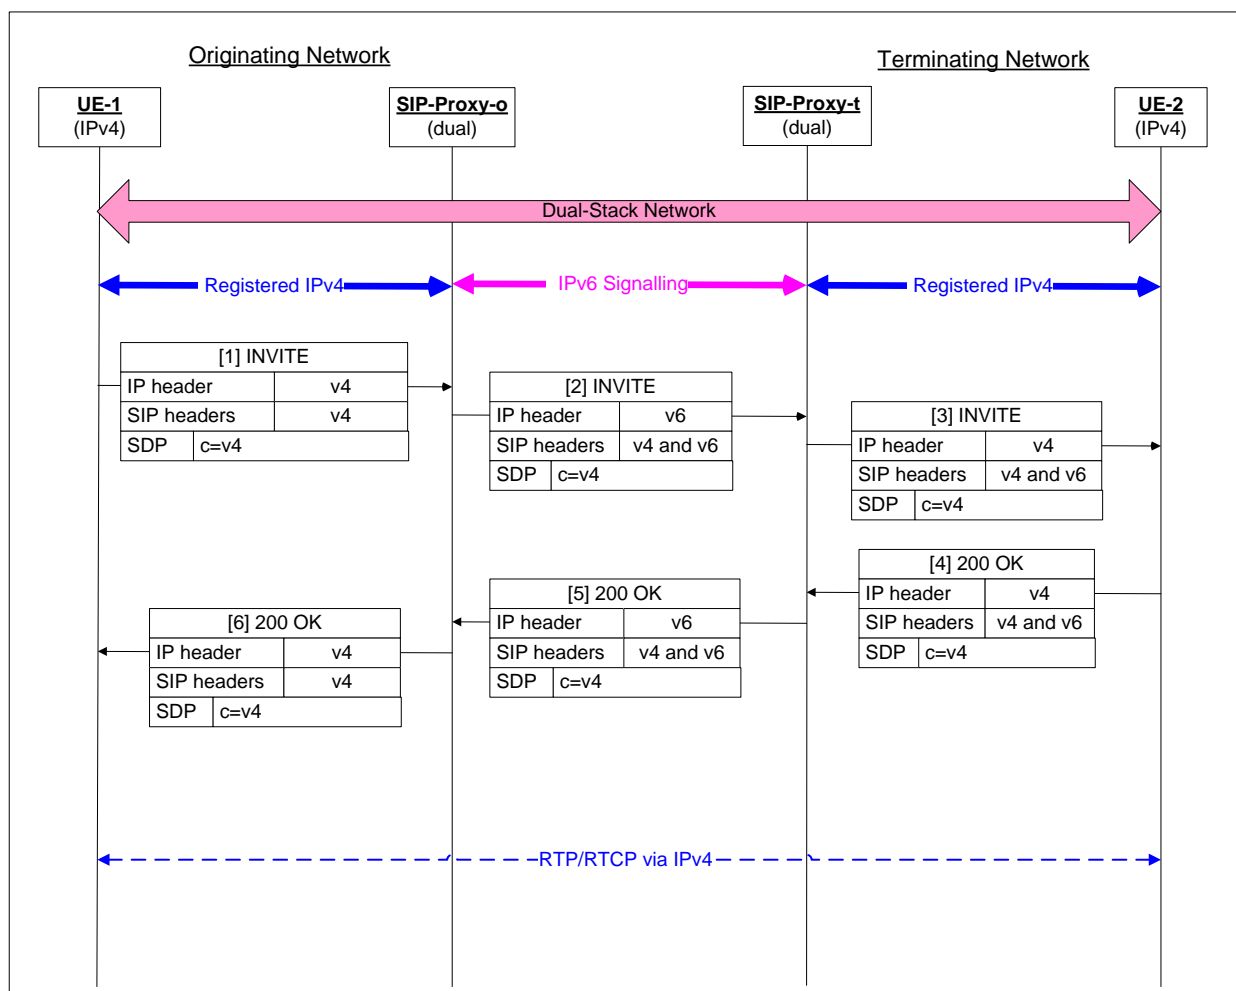 Originating Network
Terminating Network
UE-1
(IPv4)
SIP-Proxy-o
(dual)
SIP-Proxy-t
(dual)
UE-2
(IPv4)
Dual-Stack Network
Registered IPv4
IPv6 Signalling
Registered IPv4
[1] INVITE
IP header v4
SIP headers v4
SDP c=v4
[2] INVITE
IP header v6
SIP headers v4 and v6
SDP c=v4
[3] INVITE
IP header v4
SIP headers v4 and v6
SDP c=v4
[4] 200 OK
IP header v4
SIP headers v4 and v6
SDP c=v4
[5] 200 OK
IP header v6
SIP headers v4 and v6
SDP c=v4
[6] 200 OK
IP header v4
SIP headers v4
SDP c=v4
RTP/RTCP via IPv4